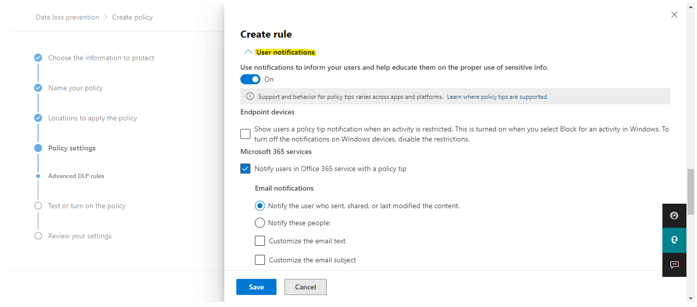 Data loss prevention > Create policy
Choose the information to protect
Name your policy
Locations to apply the policy
Policy settings
Advanced DLP rules
Test or turn on the policy
Review your settings
Create rule
User notifications
Use notifications to inform your users and help educate them on the proper use of sensitive info.
On
Support and behavior for policy tips varies across apps and platforms. Learn where policy tips are supported
Endpoint devices
Show users a policy tip notification when an activity is restricted. This is turned on when you select Block for an activity in Windows. To
turn off the notifications on Windows devices, disable the restrictions.
Microsoft 365 services
Notify users in Office 365 service with a policy tip
Email notifications
Notify the user who sent, shared, or last modified the content.
Notify these people:
Customize the email text
Customize the email subject
Save
Cancel